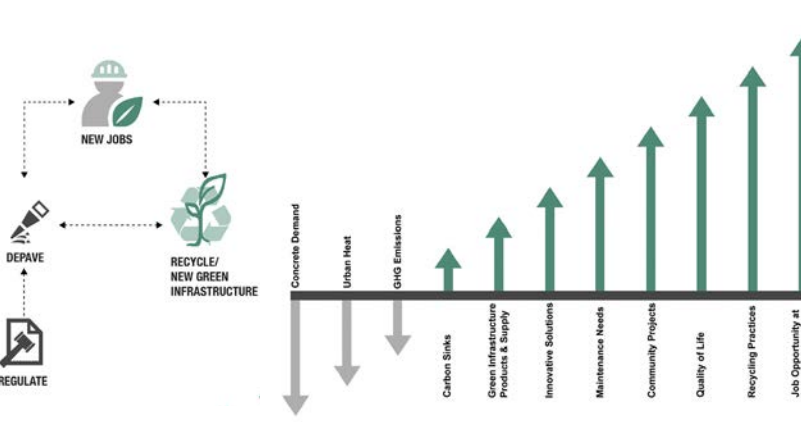 NEW JOBS
DEPAVE
RECYCLE/
NEW GREEN
INFRASTRUCTURE
REGULATE
Concrete Demand
Urban Heat
GHG Emissions
Carbon Sinks
Green Infrastructure
Products & Supply
Innovative Solutions
Maintenance Needs
Community Projects
Quality of Life
Recycling Practices
Job Opportunity at